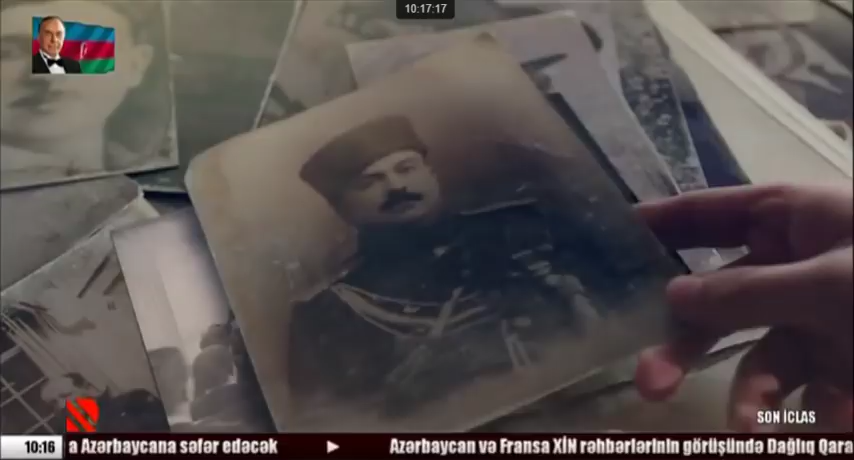 10:17:17
SON İCLAS
10:16 a Azərbaycana səfər edəcək Azərbaycan və Fransa XİN rəhbərlərinin görüşündə Dağlıq Qara